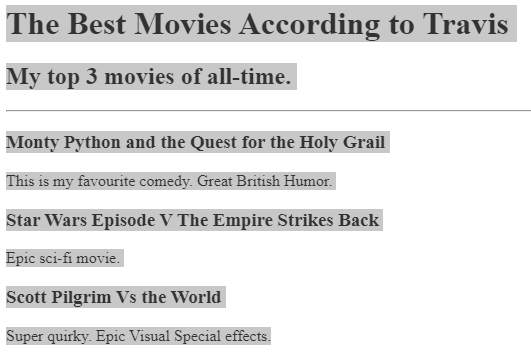 The Best Movies According to Travis
My top 3 movies of all-time.
Monty Python and the Quest for the Holy Grail
This is my favourite comedy. Great British Humor.
Star Wars Episode V The Empire Strikes Back
Epic sci-fi movie.
Scott Pilgrim Vs the World
Super quirky. Epic Visual Special effects.